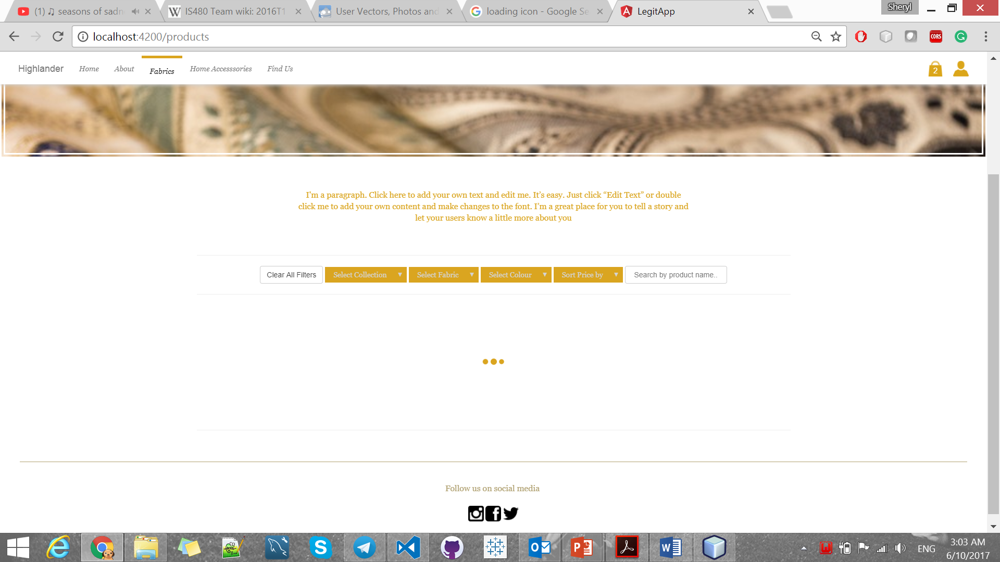 (1) ♫ seasons of sadn
IS480 Team wiki: 2016T1
User Vectors, Photos and
loading icon - Google Se
LegitApp
Sheryl
localhost:4200/products
CORS
Highlander
Home
About
Fabrics
Home Accesssories
Find Us
2
I'm a paragraph. Click here to add your own text and edit me. It's easy. Just click “Edit Text” or double
click me to add your own content and make changes to the font. I'm a great place for you to tell a story and
let your users know a little more about you
Clear All Filters
Select Collection
Select Fabric
Select Colour
Sort Price by
Search by product name..
Follow us on social media
ENG
3:03 AM
6/10/2017